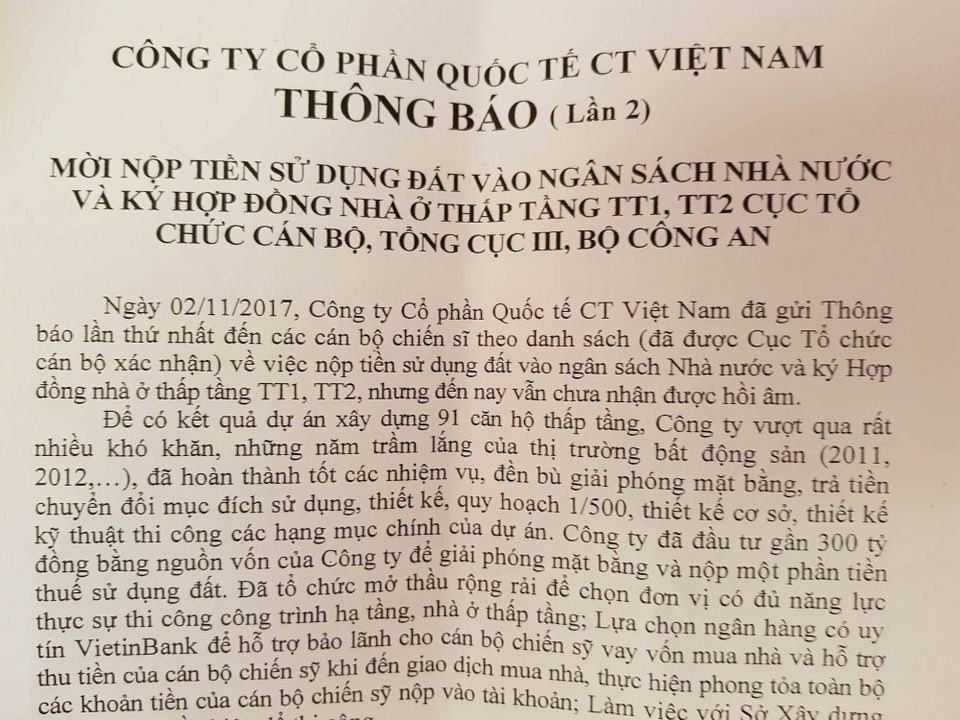 CÔNG TY CỔ PHẦN QUỐC TẾ CT VIỆT NAM
THÔNG BÁO ( Lần 2)
MỜI NỘP TIỀN SỬ DỤNG ĐẤT VÀO NGÂN SÁCH NHÀ NƯỚC
VÀ KÝ HỢP ĐỒNG NHÀ Ở THẤP TẦNG TT1, TT2 CỤC TỔ
CHỨC CÁN BỘ, TỔNG CỤC III, BỘ CÔNG AN
Ngày 02/11/2017, Công ty Cổ phần Quốc tế CT Việt Nam đã gửi Thông
báo lần thứ nhất đến các cán bộ chiến sĩ theo danh sách (đã được Cục Tổ chức
cán bộ xác nhận) về việc nộp tiền sử dụng đất vào ngân sách Nhà nước và ký Hợp
đồng nhà ở thấp tầng TT1, TT2, nhưng đến nay vẫn chưa nhận được hồi âm.
Để có kết quả dự án xây dựng 91 căn hộ thấp tầng, Công ty vượt qua rất
nhiều khó khăn, những năm trầm lắng của thị trường bất động sản (2011,
2012,…), đã hoàn thành tốt các nhiệm vụ, đền bù giải phóng mặt bằng, trả tiền
chuyển đổi mục đích sử dụng, thiết kế, quy hoạch 1/500, thiết kế cơ sở, thiết kế
kỹ thuật thi công các hạng mục chính của dự án. Công ty đã đầu tư gần 300 tỷ
đồng bằng nguồn vốn của Công ty để giải phóng mặt bằng và nộp một phần tiền
thuế sử dụng đất. Đã tổ chức mở thầu rộng rãi để chọn đơn vị có đủ năng lực
thực sự thi công công trình hạ tầng, nhà ở thấp tầng; Lựa chọn ngân hàng có uy
tín VietinBank để hỗ trợ bảo lãnh cho cán bộ chiến sỹ vay vốn mua nhà và hỗ trợ
thu tiền của cán bộ chiến sỹ khi đến giao dịch mua nhà, thực hiện phong tỏa toàn bộ
các khoản tiền của cán bộ chiến sỹ nộp vào tài khoản; Làm việc với Sở Xây dựng